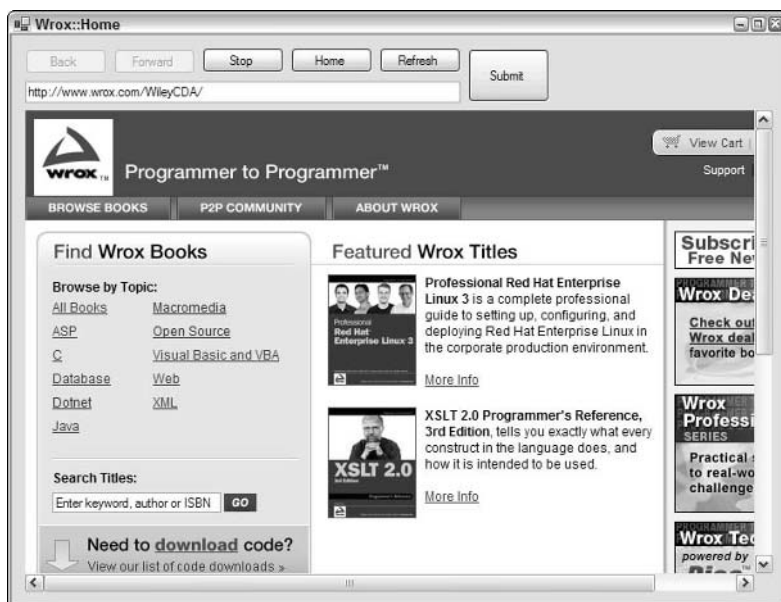 Wrox::Home
Back
Forward
Stop
Home
Refresh
Submit
http://www.wrox.com/WileyCDA/
wrox™
Programmer to Programmer™
View Cart
Support
BROWSE BOOKS
P2P COMMUNITY
ABOUT WROX
Find Wrox Books
Browse by Topic:
All Books
Macromedia
ASP
Open Source
C
Visual Basic and VBA
Database
Web
Dotnet
XML
Java
Search Titles:
Enter keyword, author or ISBN
GO
Need to download code?
View our list of code downloads »
Featured Wrox Titles
Professional
Red Hat
Enterprise Linux 3
Professional Red Hat Enterprise
Linux 3 is a complete professional
guide to setting up, configuring, and
deploying Red Hat Enterprise Linux in
the corporate production environment.
More Info
XSLT 2.0
3rd Edition
Programmer's Reference
XSLT 2.0 Programmer's Reference,
3rd Edition, tells you exactly what every
construct in the language does, and
how it is intended to be used.
More Info
Subscri
Free Ne
Wrox De
Check out
Wrox deal
favorite bo
Wrox
Professi
SERIES
Practical
to real-wo
challenge
Wrox Tec
powered by